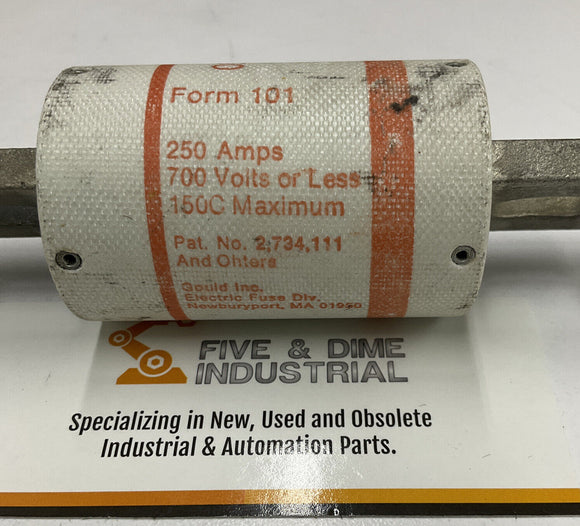 Form 101
250 Amps
700 Volts or Less
150C Maximum
Pat. No. 2,734,111
And Ohters
Gould Inc.
Electric Fuse Div.
Newburyport, MA 01950
FIVE & DIME
INDUSTRIAL
Specializing in New, Used and Obsolete
Industrial & Automation Parts.